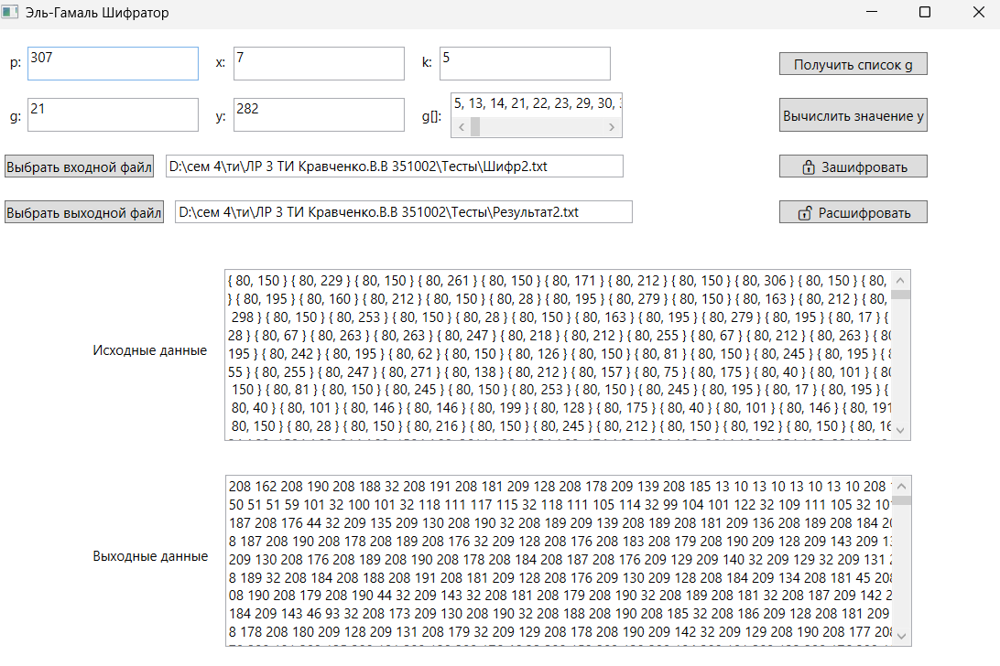 Эль-Гамаль Шифратор
p: 307 x: 7 k: 5 Получить список g
g: 21 y: 282 g[]: 5, 13, 14, 21, 22, 23, 29, 30, Вычислить значение y
Выбрать входной файл D:\сем 4\ти\ЛР 3 ТИ Кравченко.В.В 351002\Тесты\Шифр2.txt Зашифровать
Выбрать выходной файл D:\сем 4\ти\ЛР 3 ТИ Кравченко.В.В 351002\Тесты\Результат2.txt Расшифровать
{ 80, 150 } { 80, 229 } { 80, 150 } { 80, 261 } { 80, 150 } { 80, 171 } { 80, 212 } { 80, 150 } { 80, 306 } { 80, 150 } { 80,
} { 80, 195 } { 80, 160 } { 80, 212 } { 80, 150 } { 80, 28 } { 80, 195 } { 80, 279 } { 80, 150 } { 80, 163 } { 80, 212 } { 80,
298 } { 80, 150 } { 80, 253 } { 80, 150 } { 80, 28 } { 80, 150 } { 80, 163 } { 80, 195 } { 80, 279 } { 80, 195 } { 80, 17 } {
28 } { 80, 67 } { 80, 263 } { 80, 263 } { 80, 247 } { 80, 218 } { 80, 212 } { 80, 255 } { 80, 67 } { 80, 212 } { 80, 263 } {
Исходные данные
195 } { 80, 242 } { 80, 195 } { 80, 62 } { 80, 150 } { 80, 126 } { 80, 150 } { 80, 81 } { 80, 150 } { 80, 245 } { 80, 195 } {
55 } { 80, 255 } { 80, 247 } { 80, 271 } { 80, 138 } { 80, 212 } { 80, 157 } { 80, 75 } { 80, 175 } { 80, 40 } { 80, 101 } {
150 } { 80, 81 } { 80, 150 } { 80, 245 } { 80, 150 } { 80, 253 } { 80, 150 } { 80, 245 } { 80, 195 } { 80, 17 } { 80, 195 } {
80, 40 } { 80, 101 } { 80, 146 } { 80, 146 } { 80, 199 } { 80, 128 } { 80, 175 } { 80, 40 } { 80, 101 } { 80, 146 } { 80, 191
80, 150 } { 80, 28 } { 80, 150 } { 80, 216 } { 80, 150 } { 80, 245 } { 80, 212 } { 80, 150 } { 80, 192 } { 80, 150 } { 80,
208 162 208 190 208 188 32 208 191 208 181 209 128 208 178 209 139 208 185 13 10 13 10 13 10 13 10 208
50 51 51 59 101 32 100 101 32 118 111 117 115 32 118 111 105 114 32 99 104 101 122 32 109 111 105 32
187 208 176 44 32 209 135 209 130 208 190 32 208 189 209 139 208 189 208 181 209 136 208 189 208 184
8 187 208 190 208 178 208 189 208 176 32 209 128 208 176 208 183 208 179 208 190 209 128 209 143 209
Выходные данные
209 130 208 176 208 189 208 190 208 178 208 184 208 187 208 176 209 129 209 140 32 209 129 32 209 131
8 189 32 208 184 208 188 208 191 208 181 209 128 208 176 209 130 209 128 208 184 209 134 208 181 45
08 190 208 179 208 190 44 32 209 143 32 208 181 208 179 208 190 32 208 189 208 181 32 208 187 209 142
184 209 143 46 93 32 208 173 209 130 208 190 32 208 188 208 190 208 185 32 208 186 209 128 208 181 209
8 178 208 180 209 128 209 131 208 179 32 209 129 208 178 208 190 209 142 32 209 129 208 190 208 177